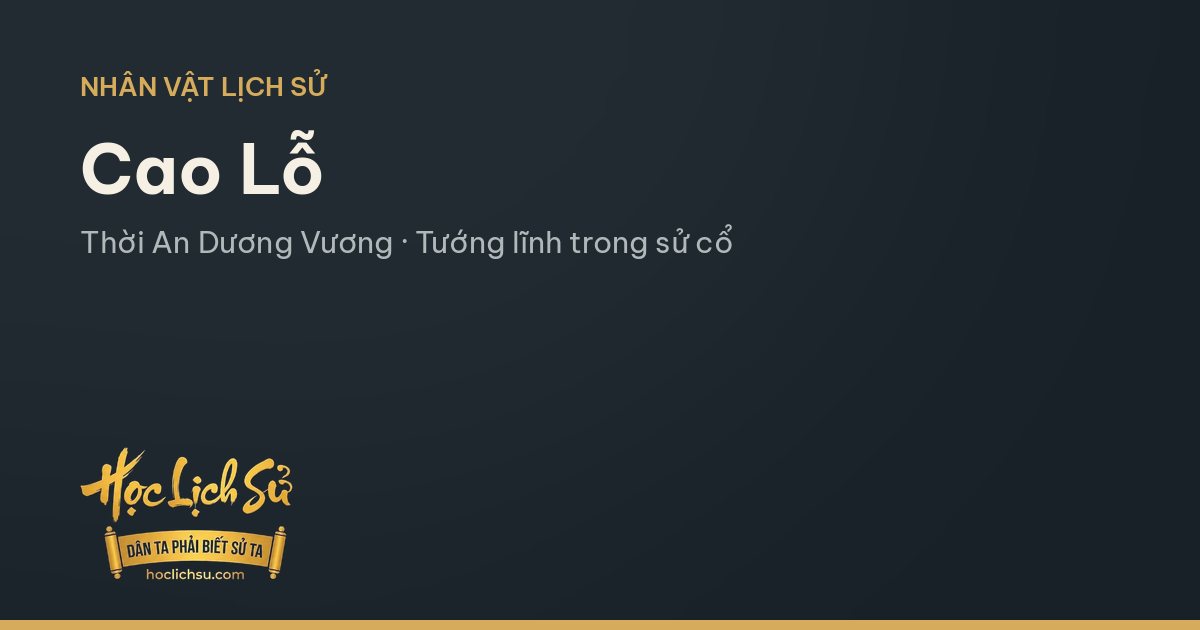 NHÂN VẬT LỊCH SỬ
Cao Lỗ
Thời An Dương Vương · Tướng lĩnh trong sử cổ
Học Lịch Sử
DÂN TA PHẢI BIẾT SỬ TA
hoclichsu.com